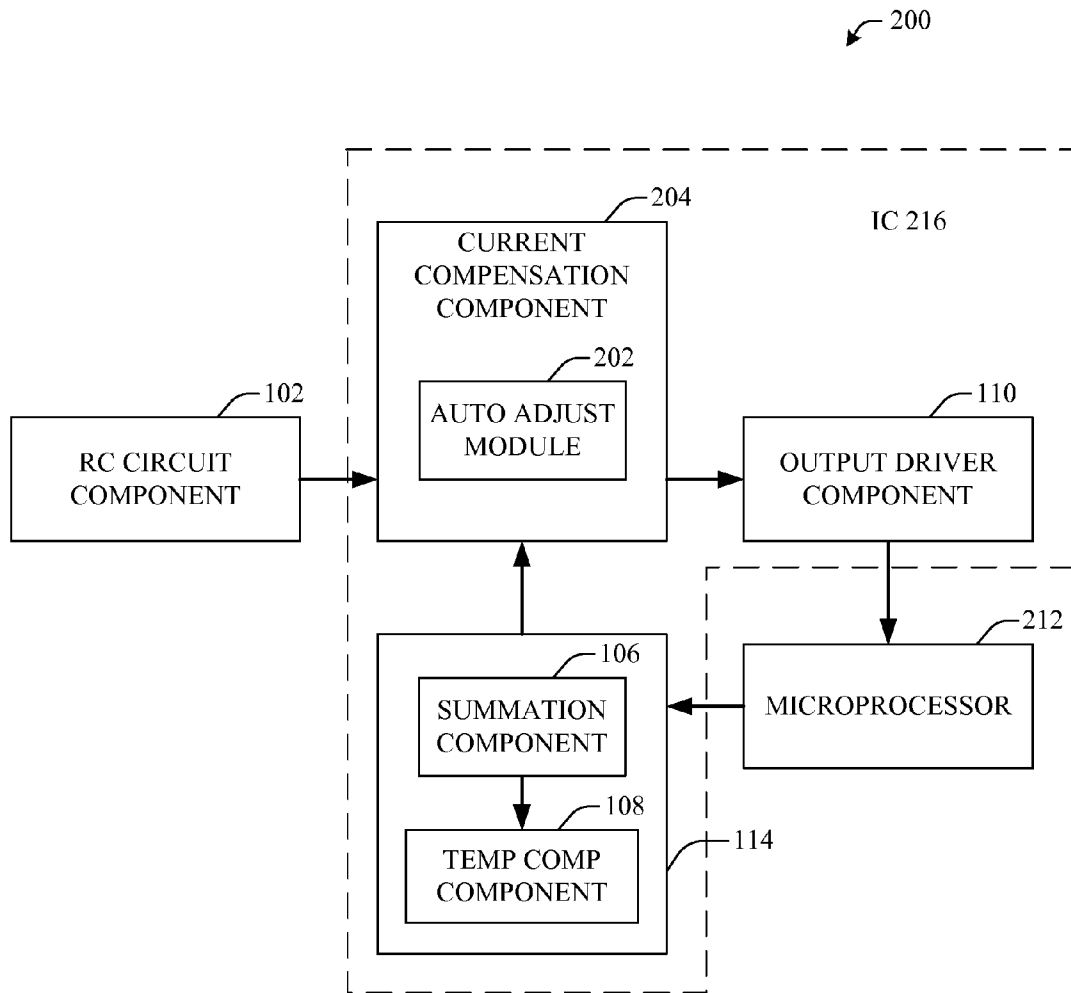 200
204
IC 216
CURRENT
COMPENSATION
COMPONENT
202
AUTO ADJUST
MODULE
102
RC CIRCUIT
COMPONENT
110
OUTPUT DRIVER
COMPONENT
106
SUMMATION
COMPONENT
212
MICROPROCESSOR
108
TEMP COMP
COMPONENT
114